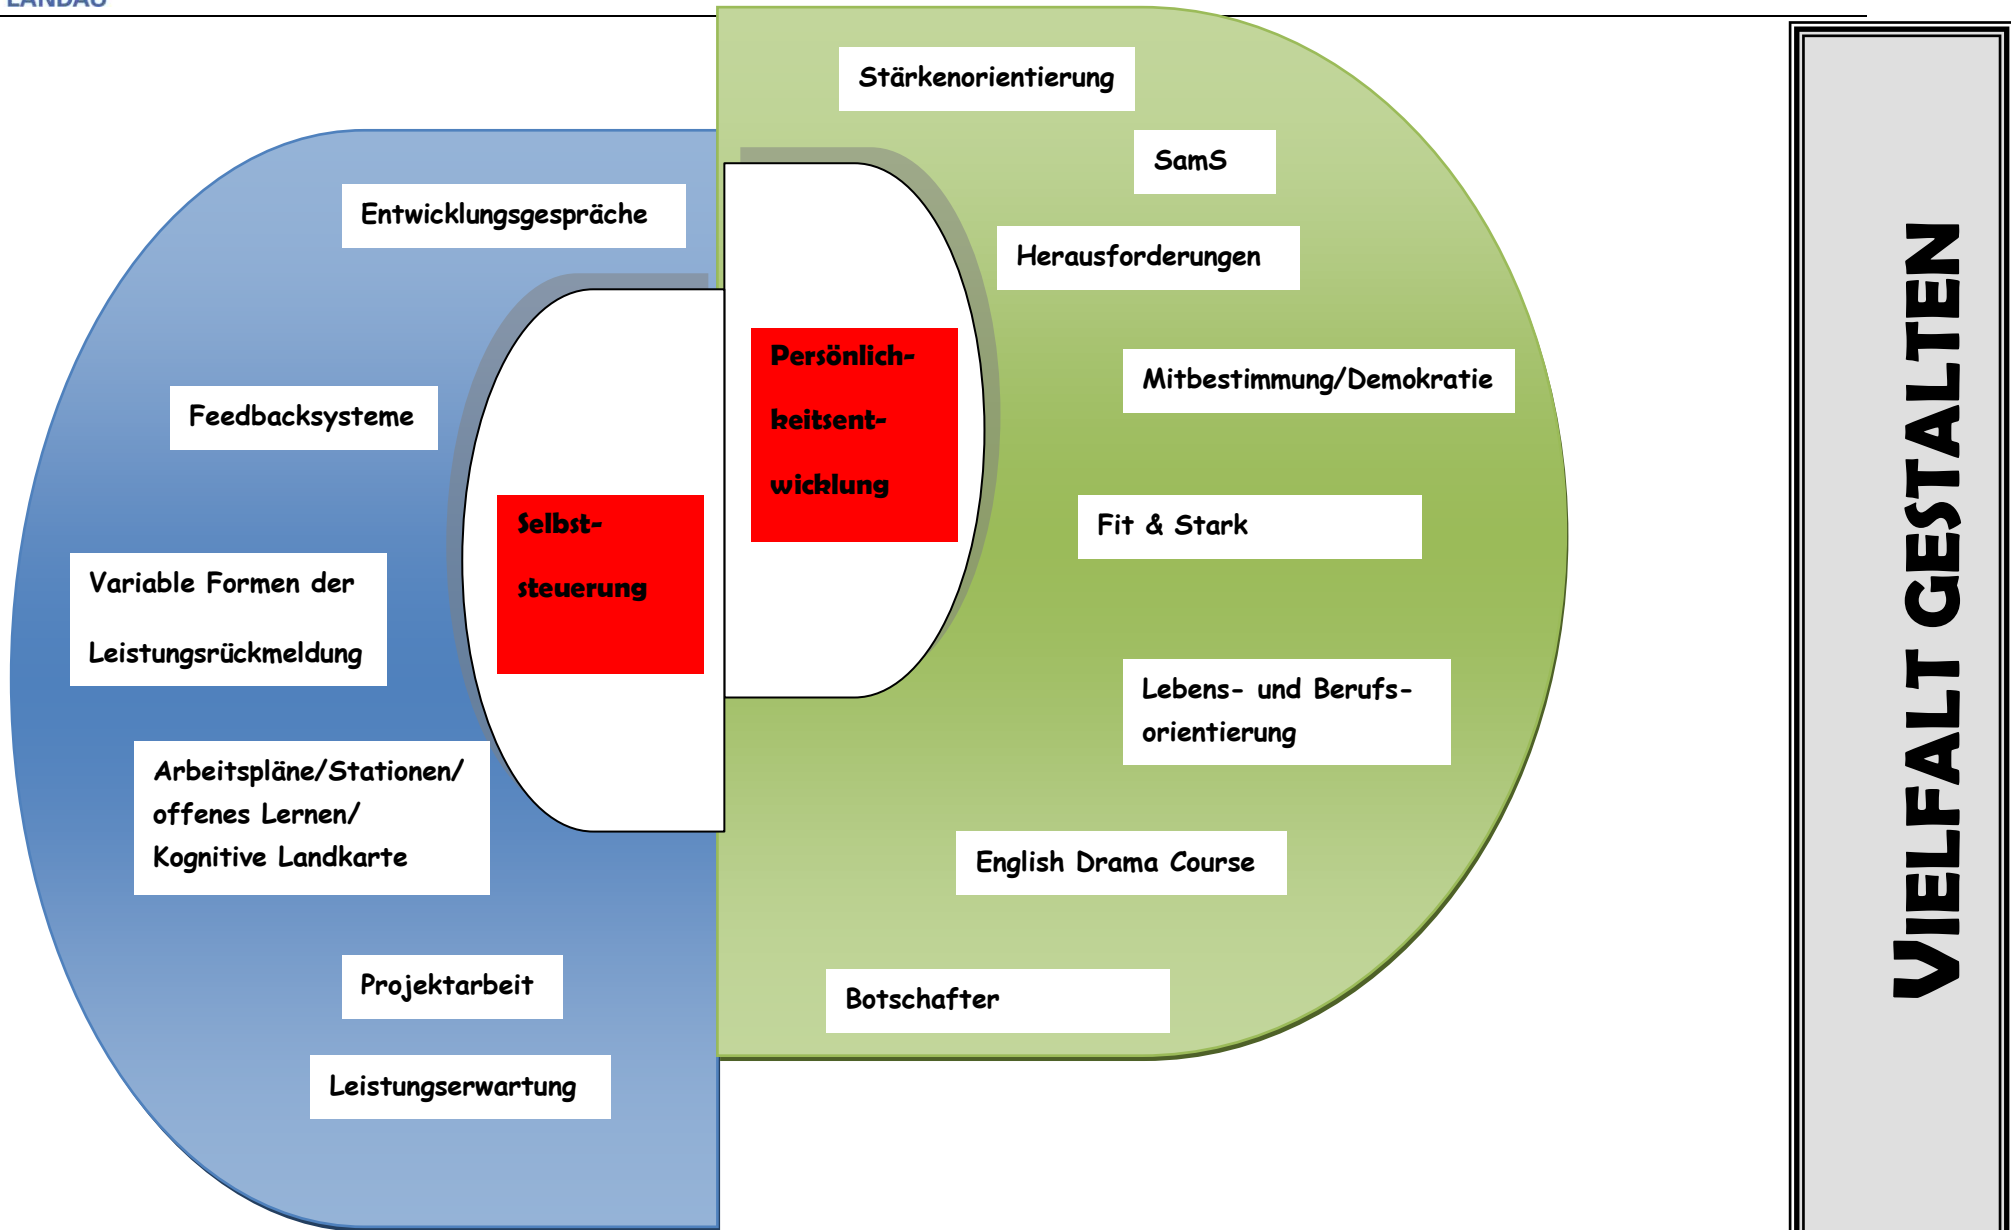 LANDAU
Stärkenorientierung
SamS
Entwicklungsgespräche
Herausforderungen
Persönlich-
keitsent-
wicklung
Mitbestimmung/Demokratie
Feedbacksysteme
Selbst-
steuerung
Fit & Stark
Variable Formen der
Leistungsrückmeldung
Lebens- und Berufs-
orientierung
Arbeitspläne/Stationen/
offenes Lernen/
Kognitive Landkarte
English Drama Course
Projektarbeit
Botschafter
Leistungserwartung
VIELFALT GESTALTEN